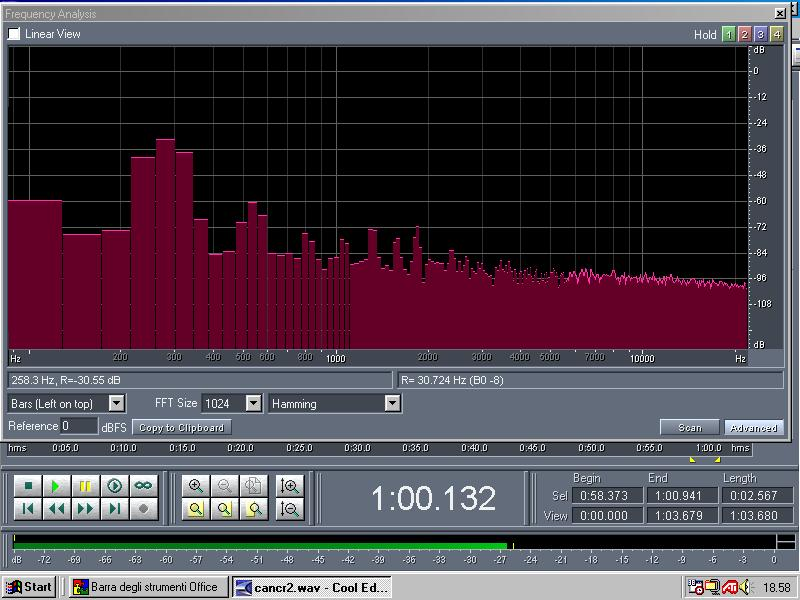 Frequency Analysis
Linear View
Hold 1 2 3 4
dB
-0
-12
-24
-36
-48
-60
-72
-84
-96
-108
dB
Hz 200 300 400 500 600 800 1000 2000 3000 4000 5000 7000 10000 Hz
258.3 Hz, R=-30.55 dB
R= 30.724 Hz (B0 -8)
Bars (Left on top) FFT Size 1024 Hamming
Reference 0 dBFS Copy to Clipboard Scan Advanced
hms 0:05.0 0:10.0 0:15.0 0:20.0 0:25.0 0:30.0 0:35.0 0:40.0 0:45.0 0:50.0 0:55.0 1:00.0 hms
1:00.132
Begin End Length
Sel 0:58.373 1:00.941 0:02.567
View 0:00.000 1:03.679 1:03.680
dB -72 -69 -66 -63 -60 -57 -54 -51 -48 -45 -42 -39 -36 -33 -30 -27 -24 -21 -18 -15 -12 -9 -6 -3 0
Start Barra degli strumenti Office cancr2.wav - Cool Ed... 18.58